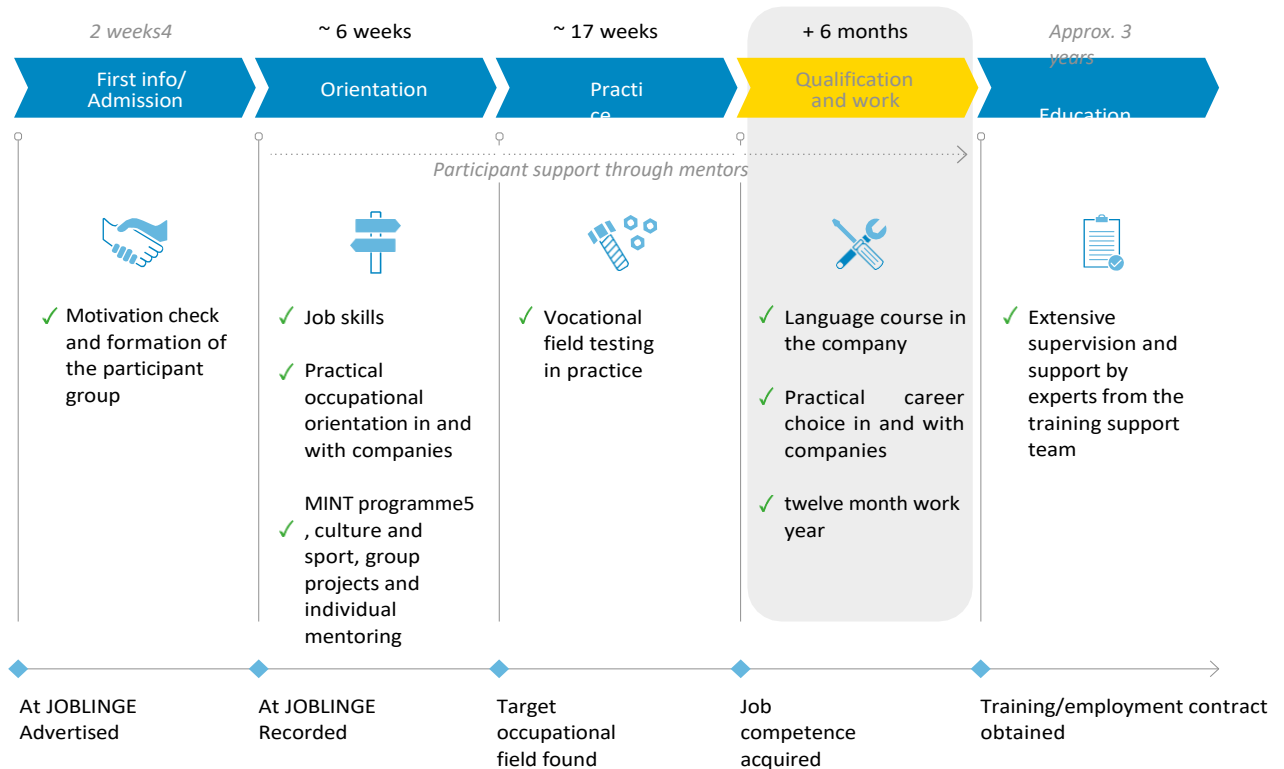 2 weeks4
~ 6 weeks
~ 17 weeks
+ 6 months
Approx. 3
years
First info/
Admission
Orientation
Practi
ce
Qualification
and work
Education
Participant support through mentors
✓ Motivation check
and formation of
the participant
group
✓ Job skills
✓ Practical
occupational
orientation in and
with companies
MINT programme5
✓ , culture and
sport, group
projects and
individual
mentoring
✓ Vocational
field testing
in practice
✓ Language course in
the company
✓ Practical career
choice in and with
companies
✓ twelve month work
year
✓ Extensive
supervision and
support by
experts from the
training support
team
At JOBLINGE
Advertised
At JOBLINGE
Recorded
Target
occupational
field found
Job
competence
acquired
Training/employment contract
obtained